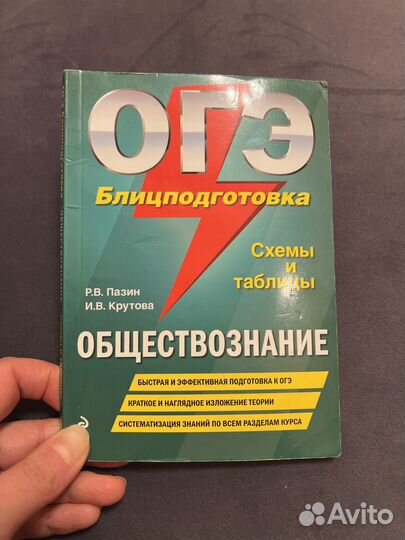 ОГЭ
Блицподготовка
Схемы
и
таблицы
Р.В. Пазин
И.В. Крутова
ОБЩЕСТВОЗНАНИЕ
БЫСТРАЯ И ЭФФЕКТИВНАЯ ПОДГОТОВКА К ОГЭ
КРАТКОЕ И НАГЛЯДНОЕ ИЗЛОЖЕНИЕ ТЕОРИИ
СИСТЕМАТИЗАЦИЯ ЗНАНИЙ ПО ВСЕМ РАЗДЕЛАМ КУРСА
Avito